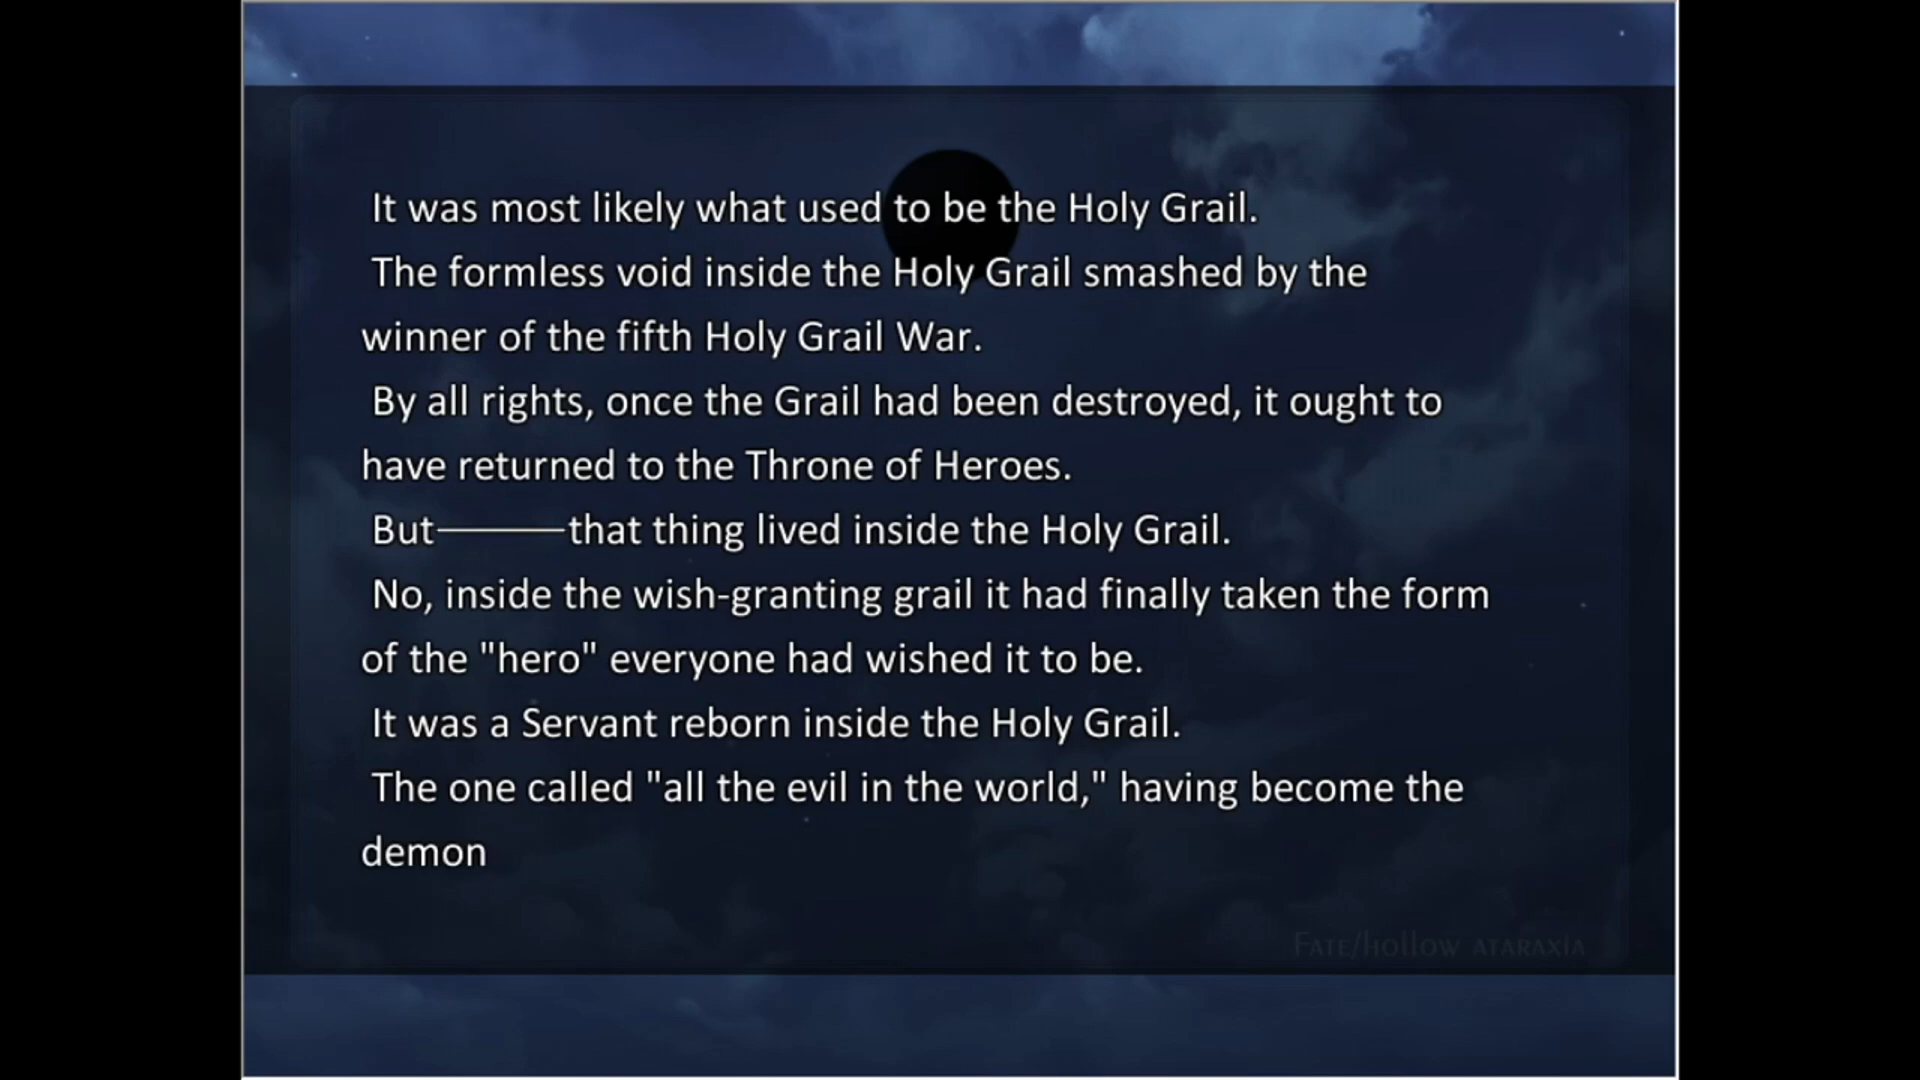 It was most likely what used to be the Holy Grail.
The formless void inside the Holy Grail smashed by the
winner of the fifth Holy Grail War.
By all rights, once the Grail had been destroyed, it ought to
have returned to the Throne of Heroes.
But———that thing lived inside the Holy Grail.
No, inside the wish-granting grail it had finally taken the form
of the "hero" everyone had wished it to be.
It was a Servant reborn inside the Holy Grail.
The one called "all the evil in the world," having become the
demon
Fate/hollow ataraxia